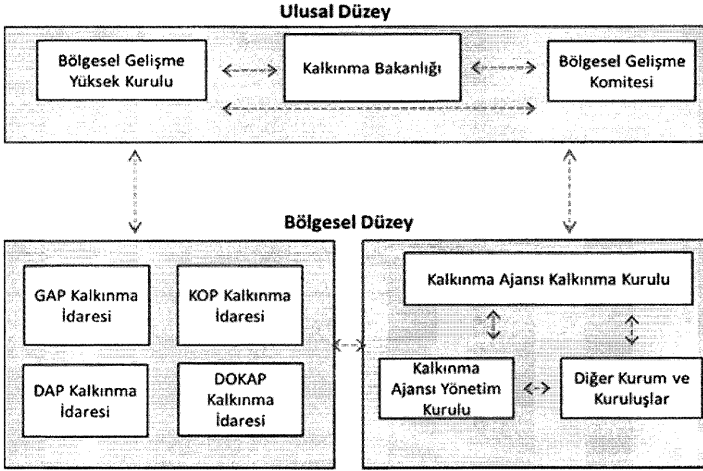 Ulusal Düzey
Bölgesel Gelişme
Yüksek Kurulu
Kalkınma Bakanlığı
Bölgesel Gelişme
Komitesi
Bölgesel Düzey
GAP Kalkınma
İdaresi
KOP Kalkınma
İdaresi
DAP Kalkınma
İdaresi
DOKAP
Kalkınma
İdaresi
Kalkınma Ajansı Kalkınma Kurulu
Kalkınma
Ajansı Yönetim
Kurulu
Diğer Kurum ve
Kuruluşlar